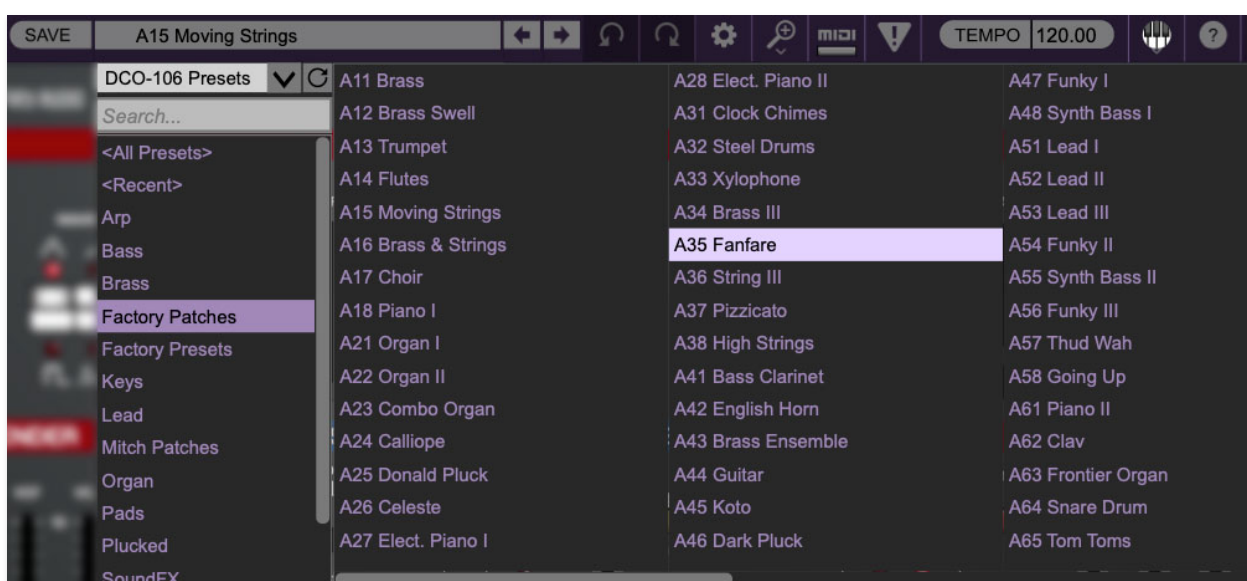 SAVE
A15 Moving Strings
MIDI
TEMPO 120.00
?
DCO-106 Presets
Search...
<All Presets>
<Recent>
Arp
Bass
Brass
Factory Patches
Factory Presets
Keys
Lead
Mitch Patches
Organ
Pads
Plucked
SoundFX
A11 Brass
A12 Brass Swell
A13 Trumpet
A14 Flutes
A15 Moving Strings
A16 Brass & Strings
A17 Choir
A18 Piano I
A21 Organ I
A22 Organ II
A23 Combo Organ
A24 Calliope
A25 Donald Pluck
A26 Celeste
A27 Elect. Piano I
A28 Elect. Piano II
A31 Clock Chimes
A32 Steel Drums
A33 Xylophone
A34 Brass III
A35 Fanfare
A36 String III
A37 Pizzicato
A38 High Strings
A41 Bass Clarinet
A42 English Horn
A43 Brass Ensemble
A44 Guitar
A45 Koto
A46 Dark Pluck
A47 Funky I
A48 Synth Bass I
A51 Lead I
A52 Lead II
A53 Lead III
A54 Funky II
A55 Synth Bass II
A56 Funky III
A57 Thud Wah
A58 Going Up
A61 Piano II
A62 Clav
A63 Frontier Organ
A64 Snare Drum
A65 Tom Toms